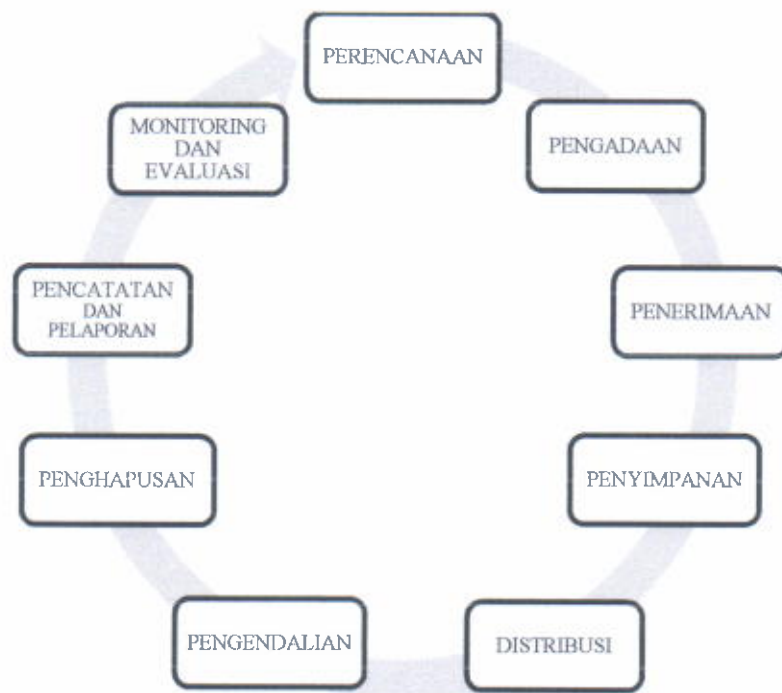 PERENCANAAN
PENGADAAN
PENERIMAAN
PENYIMPANAN
DISTRIBUSI
PENGENDALIAN
PENGHAPUSAN
PENCATATAN
DAN
PELAPORAN
MONITORING
DAN
EVALUASI